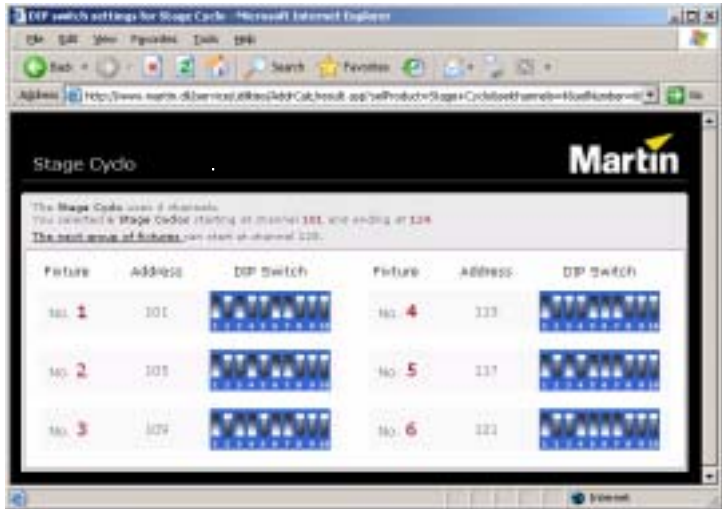 DIP switch settings for Stage Cyclo - Microsoft Internet Explorer
File Edit View Favorites Tools Help
Back Search Favorites
Address Go
Stage Cyclo
Martin
The Stage Cyclo uses 4 channels.
You selected 6 Stage Cyclos starting at channel 101 and ending at 124
The next group of fixtures can start at channel 125.
Fixture Address DIP Switch Fixture Address DIP Switch
No. 1 101 No. 4 113
No. 2 105 No. 5 117
No. 3 109 No. 6 121
Internet